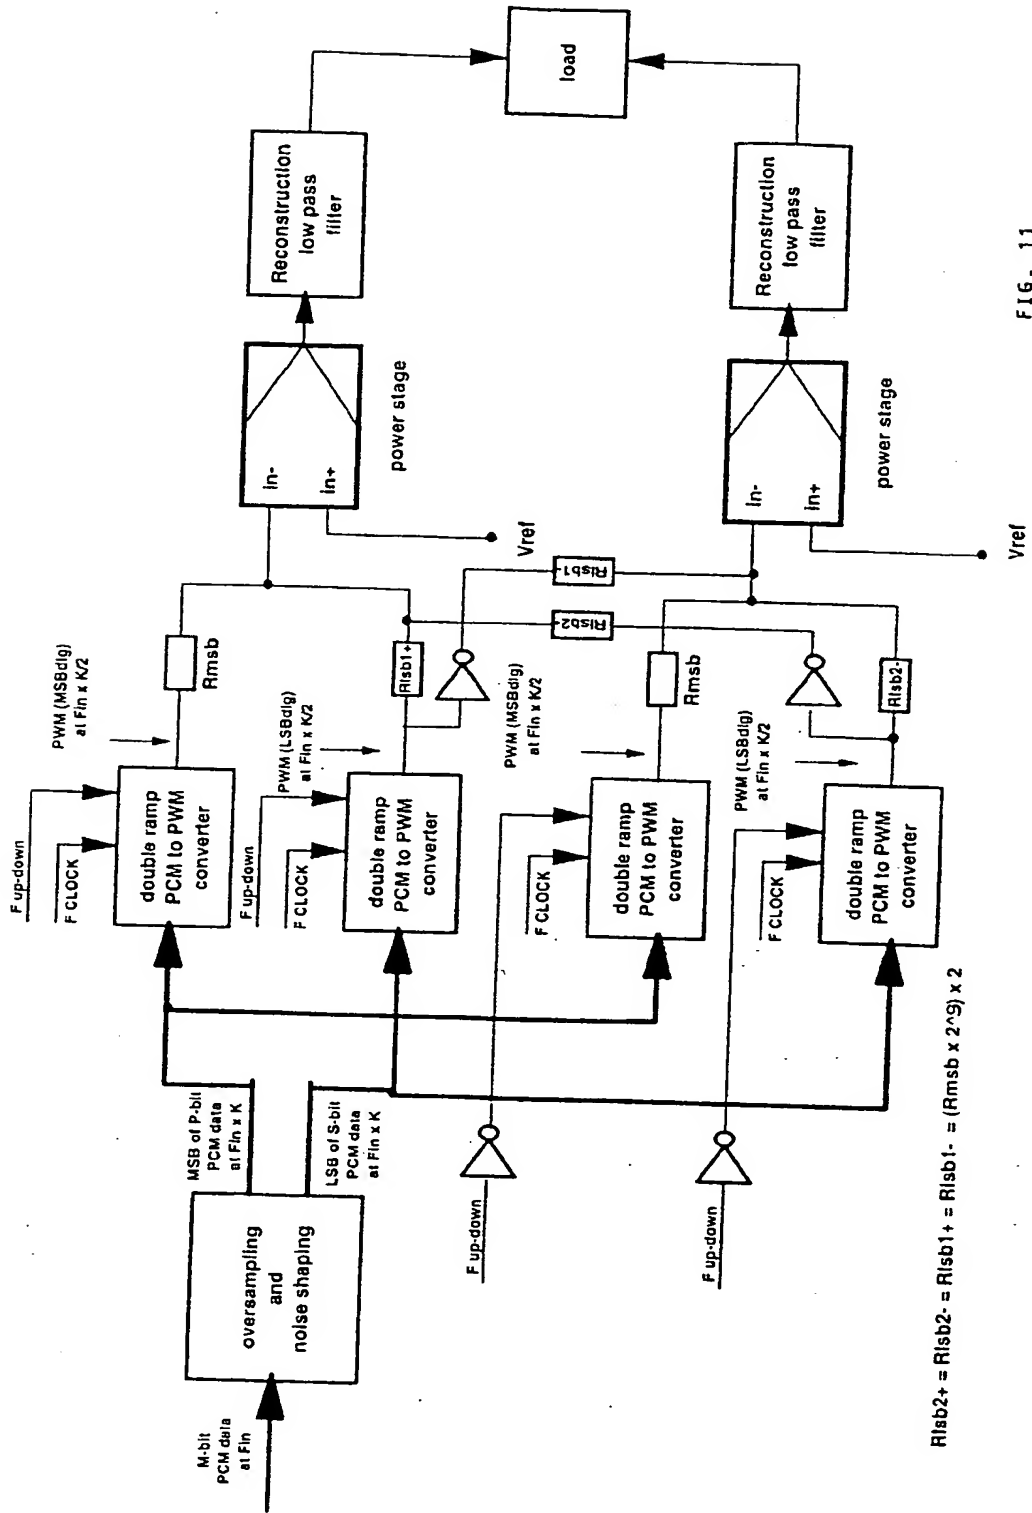 M-bit
PCM data
at Fin
oversampling
and
noise shaping
MSB of P-bit
PCM data
at Fin x K
LSB of S-bit
PCM data
at Fin x K
F up-down
F CLOCK
double ramp
PCM to PWM
converter
PWM (MSBdig)
at Fin x K/2
Rmsb
In-
In+
Vref
power stage
Reconstruction
low pass
filter
load
F up-down
F CLOCK
double ramp
PCM to PWM
converter
PWM (LSBdig)
at Fin x K/2
Rlsb1+
Rlsb1-
Rlsb2-
F up-down
F CLOCK
double ramp
PCM to PWM
converter
PWM (MSBdig)
at Fin x K/2
Rmsb
In-
In+
Vref
power stage
Reconstruction
low pass
filter
F up-down
F CLOCK
double ramp
PCM to PWM
converter
PWM (LSBdig)
at Fin x K/2
Rlsb2-
Rlsb2+ = Rlsb2- = Rlsb1+ = Rlsb1- = (Rmsb x 2^9) x 2
FIG. 11